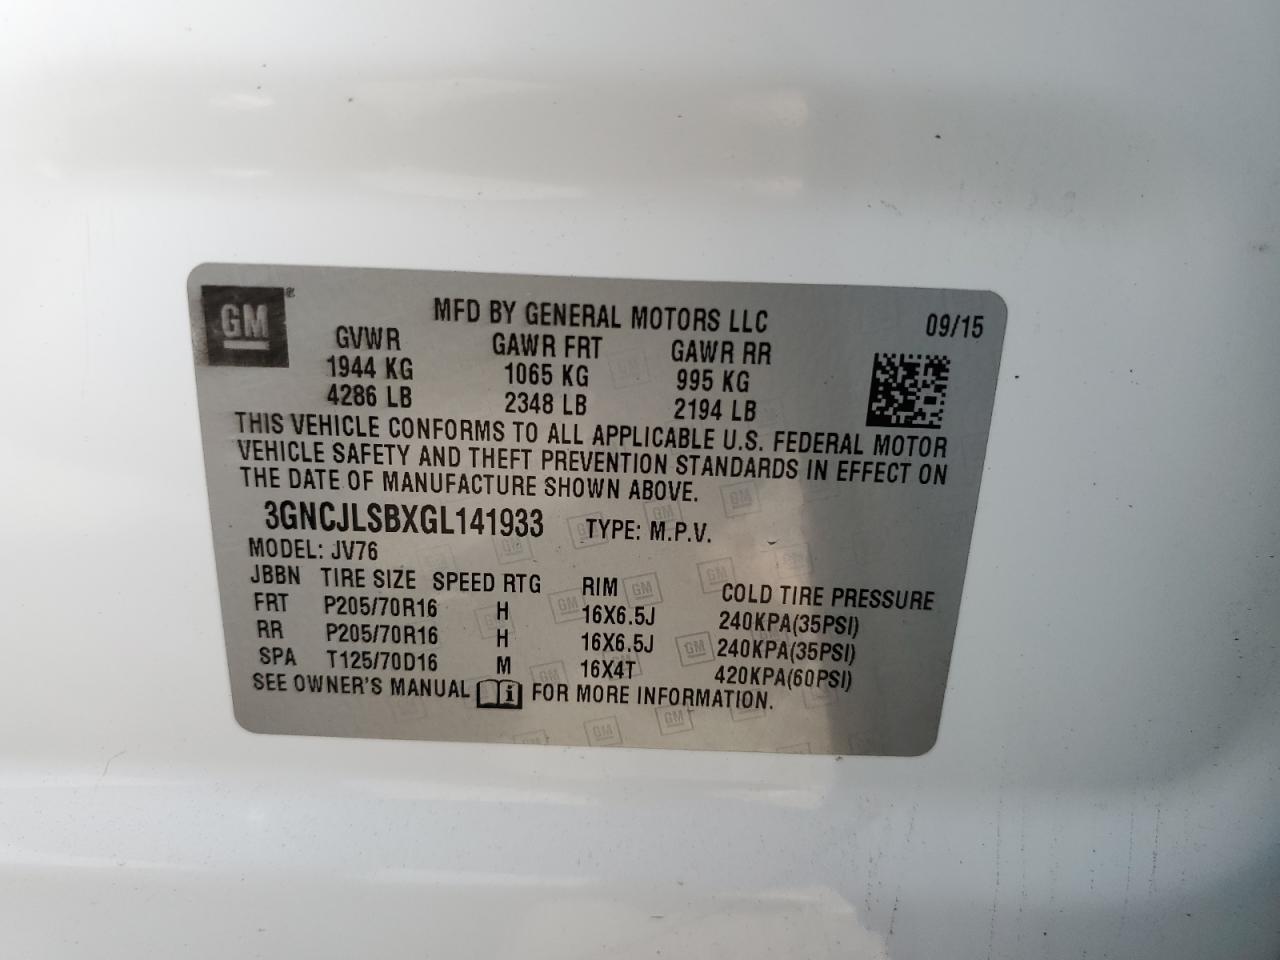 GM®
MFD BY GENERAL MOTORS LLC 09/15
GVWR GAWR FRT GAWR RR
1944 KG 1065 KG 995 KG
4286 LB 2348 LB 2194 LB
THIS VEHICLE CONFORMS TO ALL APPLICABLE U.S. FEDERAL MOTOR
VEHICLE SAFETY AND THEFT PREVENTION STANDARDS IN EFFECT ON
THE DATE OF MANUFACTURE SHOWN ABOVE.
3GNCJLSBXGL141933 TYPE: M.P.V.
MODEL: JV76
JBBN TIRE SIZE SPEED RTG RIM COLD TIRE PRESSURE
FRT P205/70R16 H 16X6.5J 240KPA(35PSI)
RR P205/70R16 H 16X6.5J 240KPA(35PSI)
SPA T125/70D16 M 16X4T 420KPA(60PSI)
SEE OWNER'S MANUAL i FOR MORE INFORMATION.